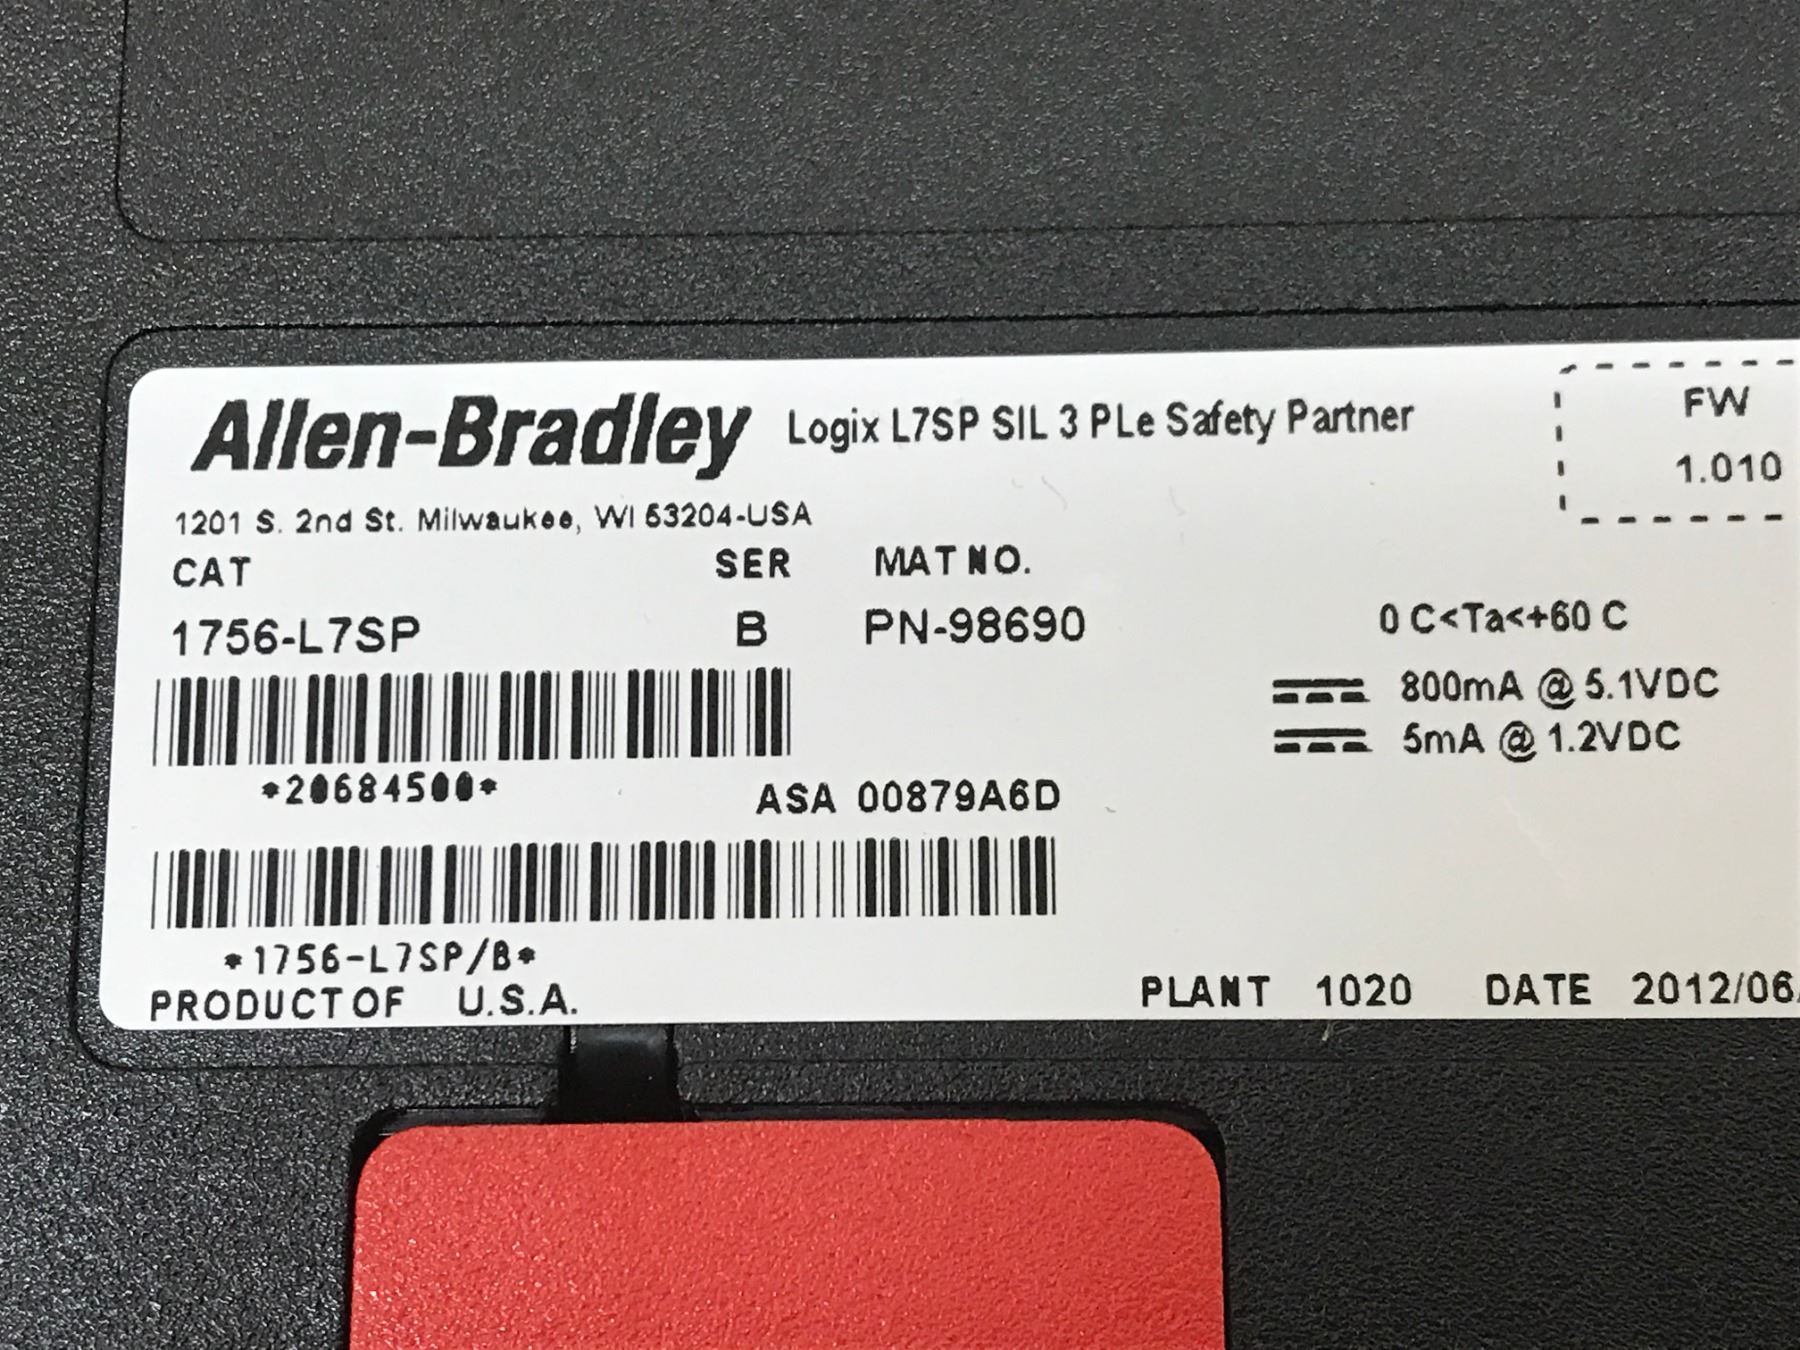 Allen-Bradley Logix L7SP SIL 3 PLe Safety Partner
FW
1.010
1201 S. 2nd St. Milwaukee, WI 53204-USA
CAT SER MAT NO.
1756-L7SP B PN-98690
0 C<Ta<+60 C
800mA @ 5.1VDC
5mA @ 1.2VDC
*20684500*
ASA 00879A6D
*1756-L7SP/B*
PRODUCT OF U.S.A. PLANT 1020 DATE 2012/06/